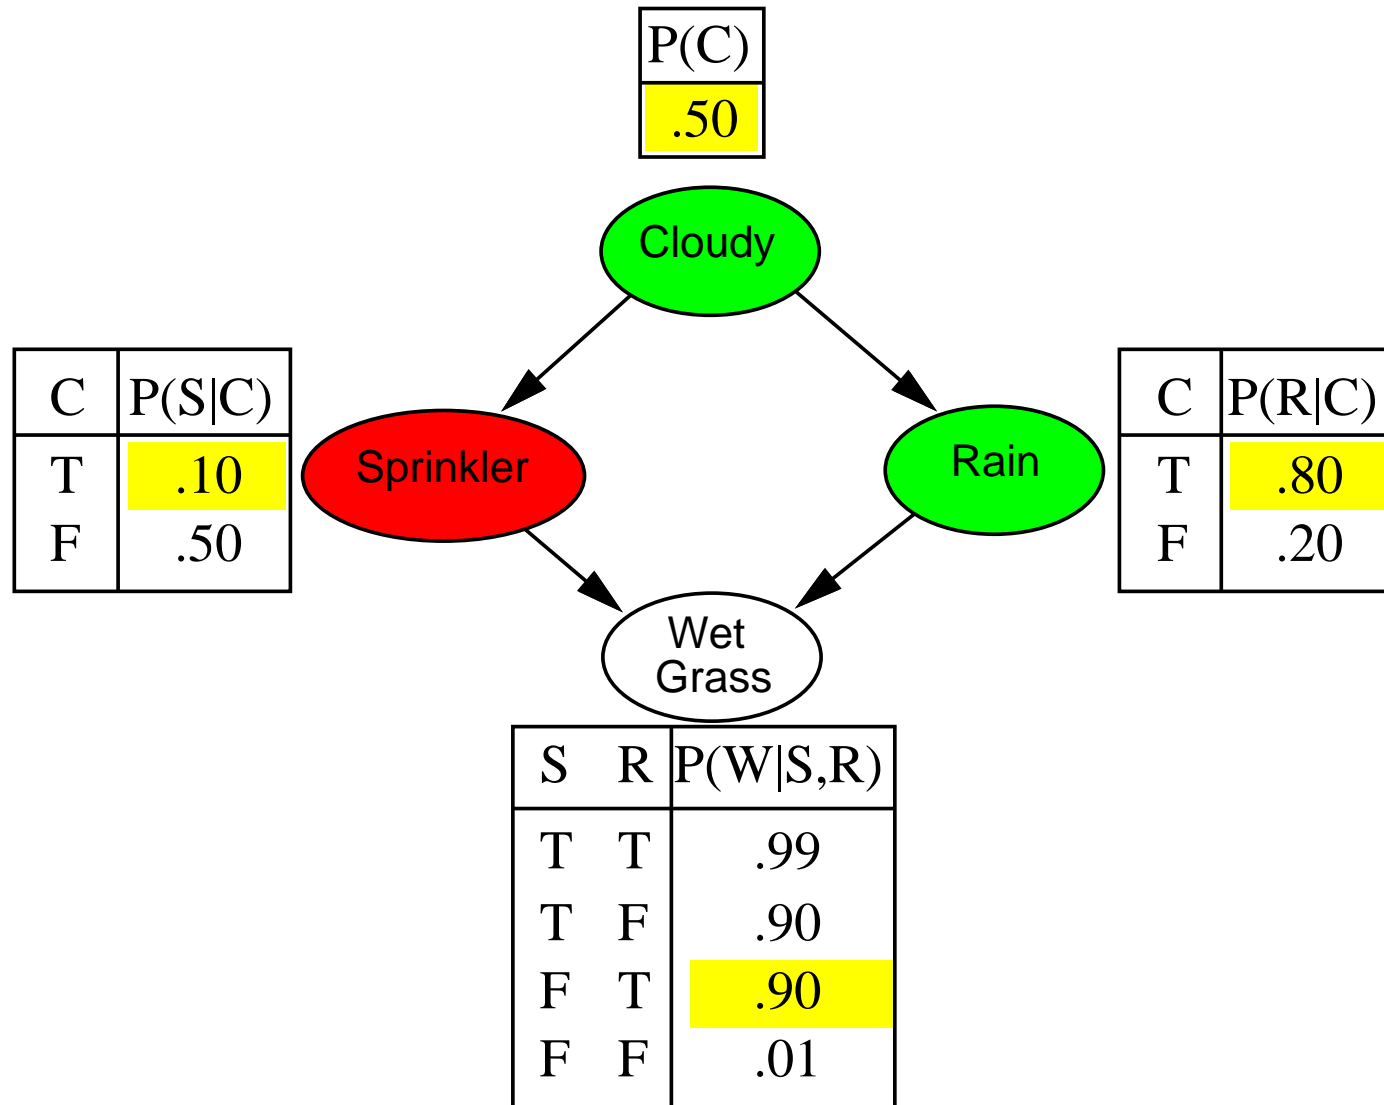 P(C)
.50
Cloudy
C P(S|C)
T .10
F .50
Sprinkler
Rain
C P(R|C)
T .80
F .20
Wet
Grass
S R P(W|S,R)
T T .99
T F .90
F T .90
F F .01